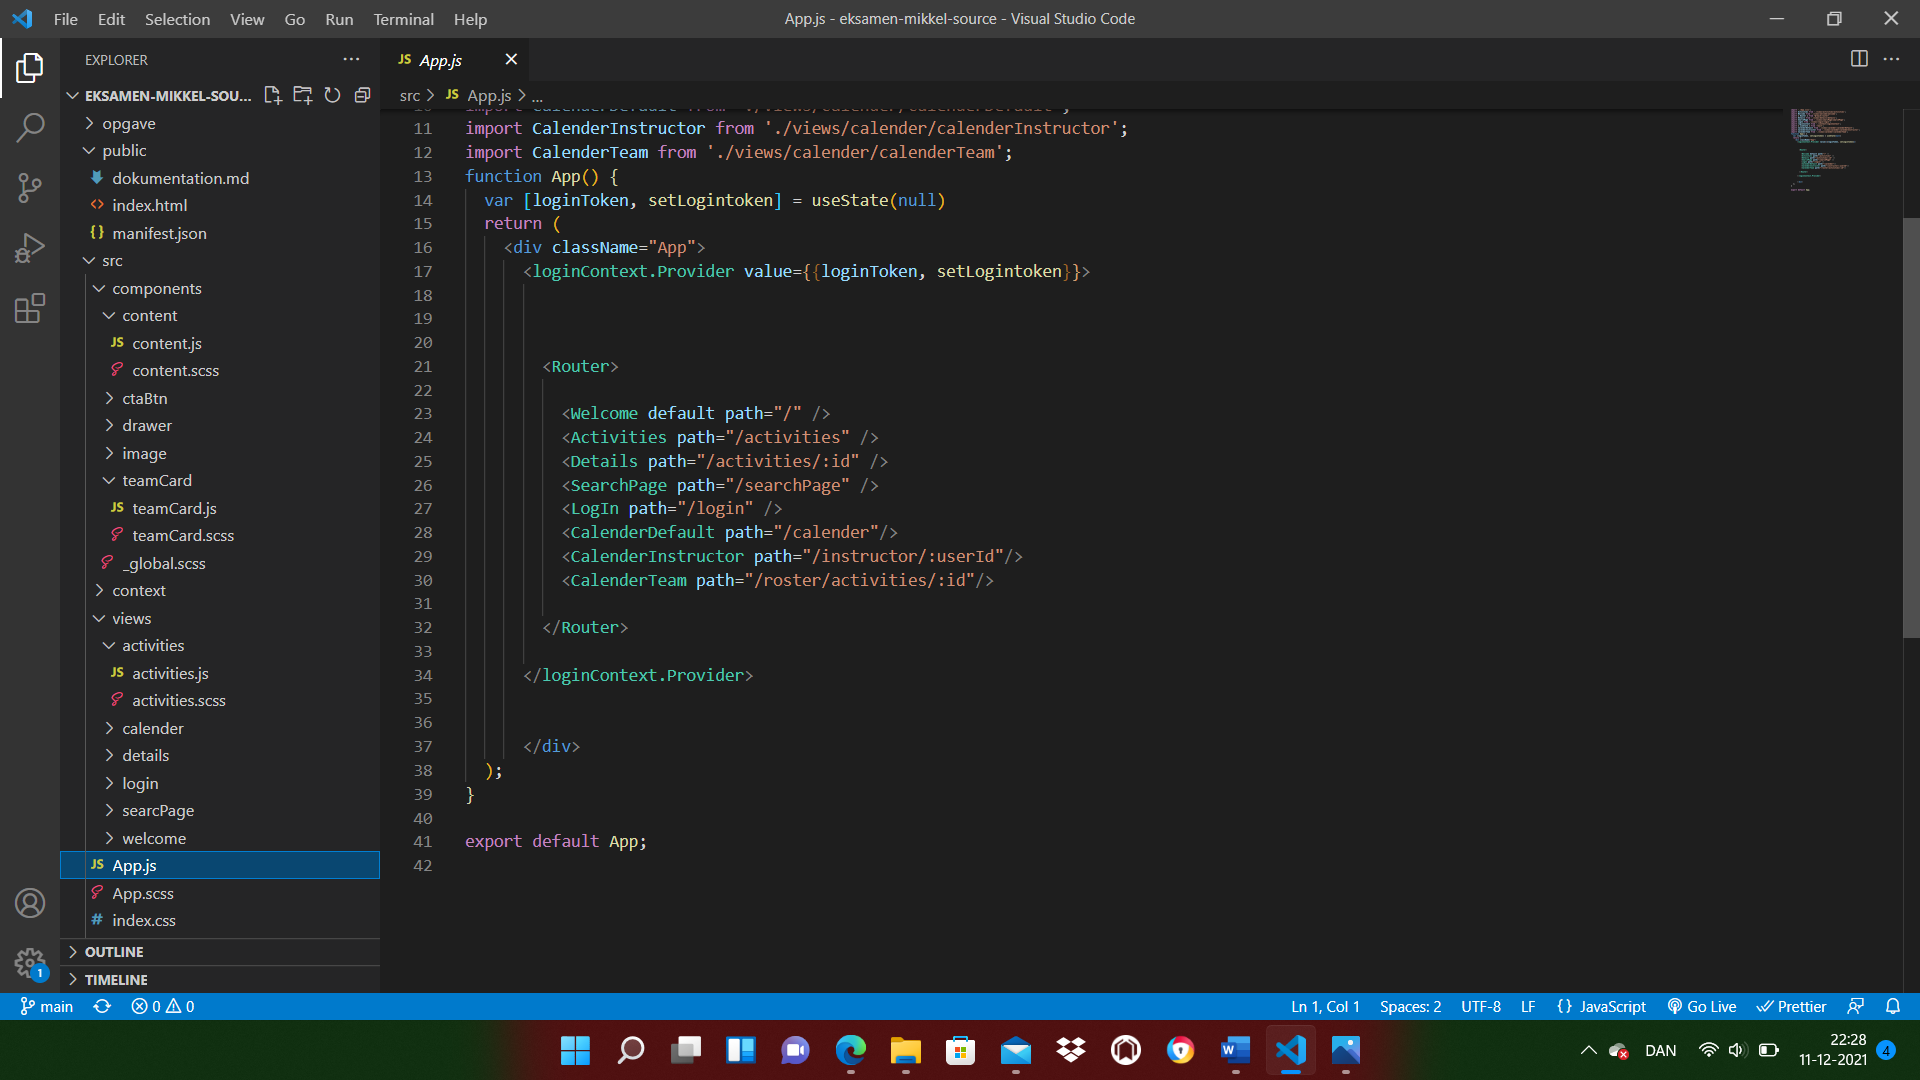 File Edit Selection View Go Run Terminal Help
App.js - eksamen-mikkel-source - Visual Studio Code
EXPLORER
EKSAMEN-MIKKEL-SOU...
opgave
public
dokumentation.md
index.html
manifest.json
src
components
content
content.js
content.scss
ctaBtn
drawer
image
teamCard
teamCard.js
teamCard.scss
_global.scss
context
views
activities
activities.js
activities.scss
calender
details
login
searcPage
welcome
App.js
App.scss
index.css
OUTLINE
TIMELINE
JS App.js
src > JS App.js > ...
11 import CalenderInstructor from './views/calender/calenderInstructor';
12 import CalenderTeam from './views/calender/calenderTeam';
13 function App() {
14 var [loginToken, setLogintoken] = useState(null)
15 return (
16 <div className="App">
17 <loginContext.Provider value={{loginToken, setLogintoken}}>
18
19
20
21 <Router>
22
23 <Welcome default path="/" />
24 <Activities path="/activities" />
25 <Details path="/activities/:id" />
26 <SearchPage path="/searchPage" />
27 <LogIn path="/login" />
28 <CalenderDefault path="/calender"/>
29 <CalenderInstructor path="/instructor/:userId"/>
30 <CalenderTeam path="/roster/activities/:id"/>
31
32 </Router>
33
34 </loginContext.Provider>
35
36
37 </div>
38 );
39 }
40
41 export default App;
42
main 0 0 Ln 1, Col 1 Spaces: 2 UTF-8 LF {} JavaScript Go Live Prettier
DAN 22:28
11-12-2021 4